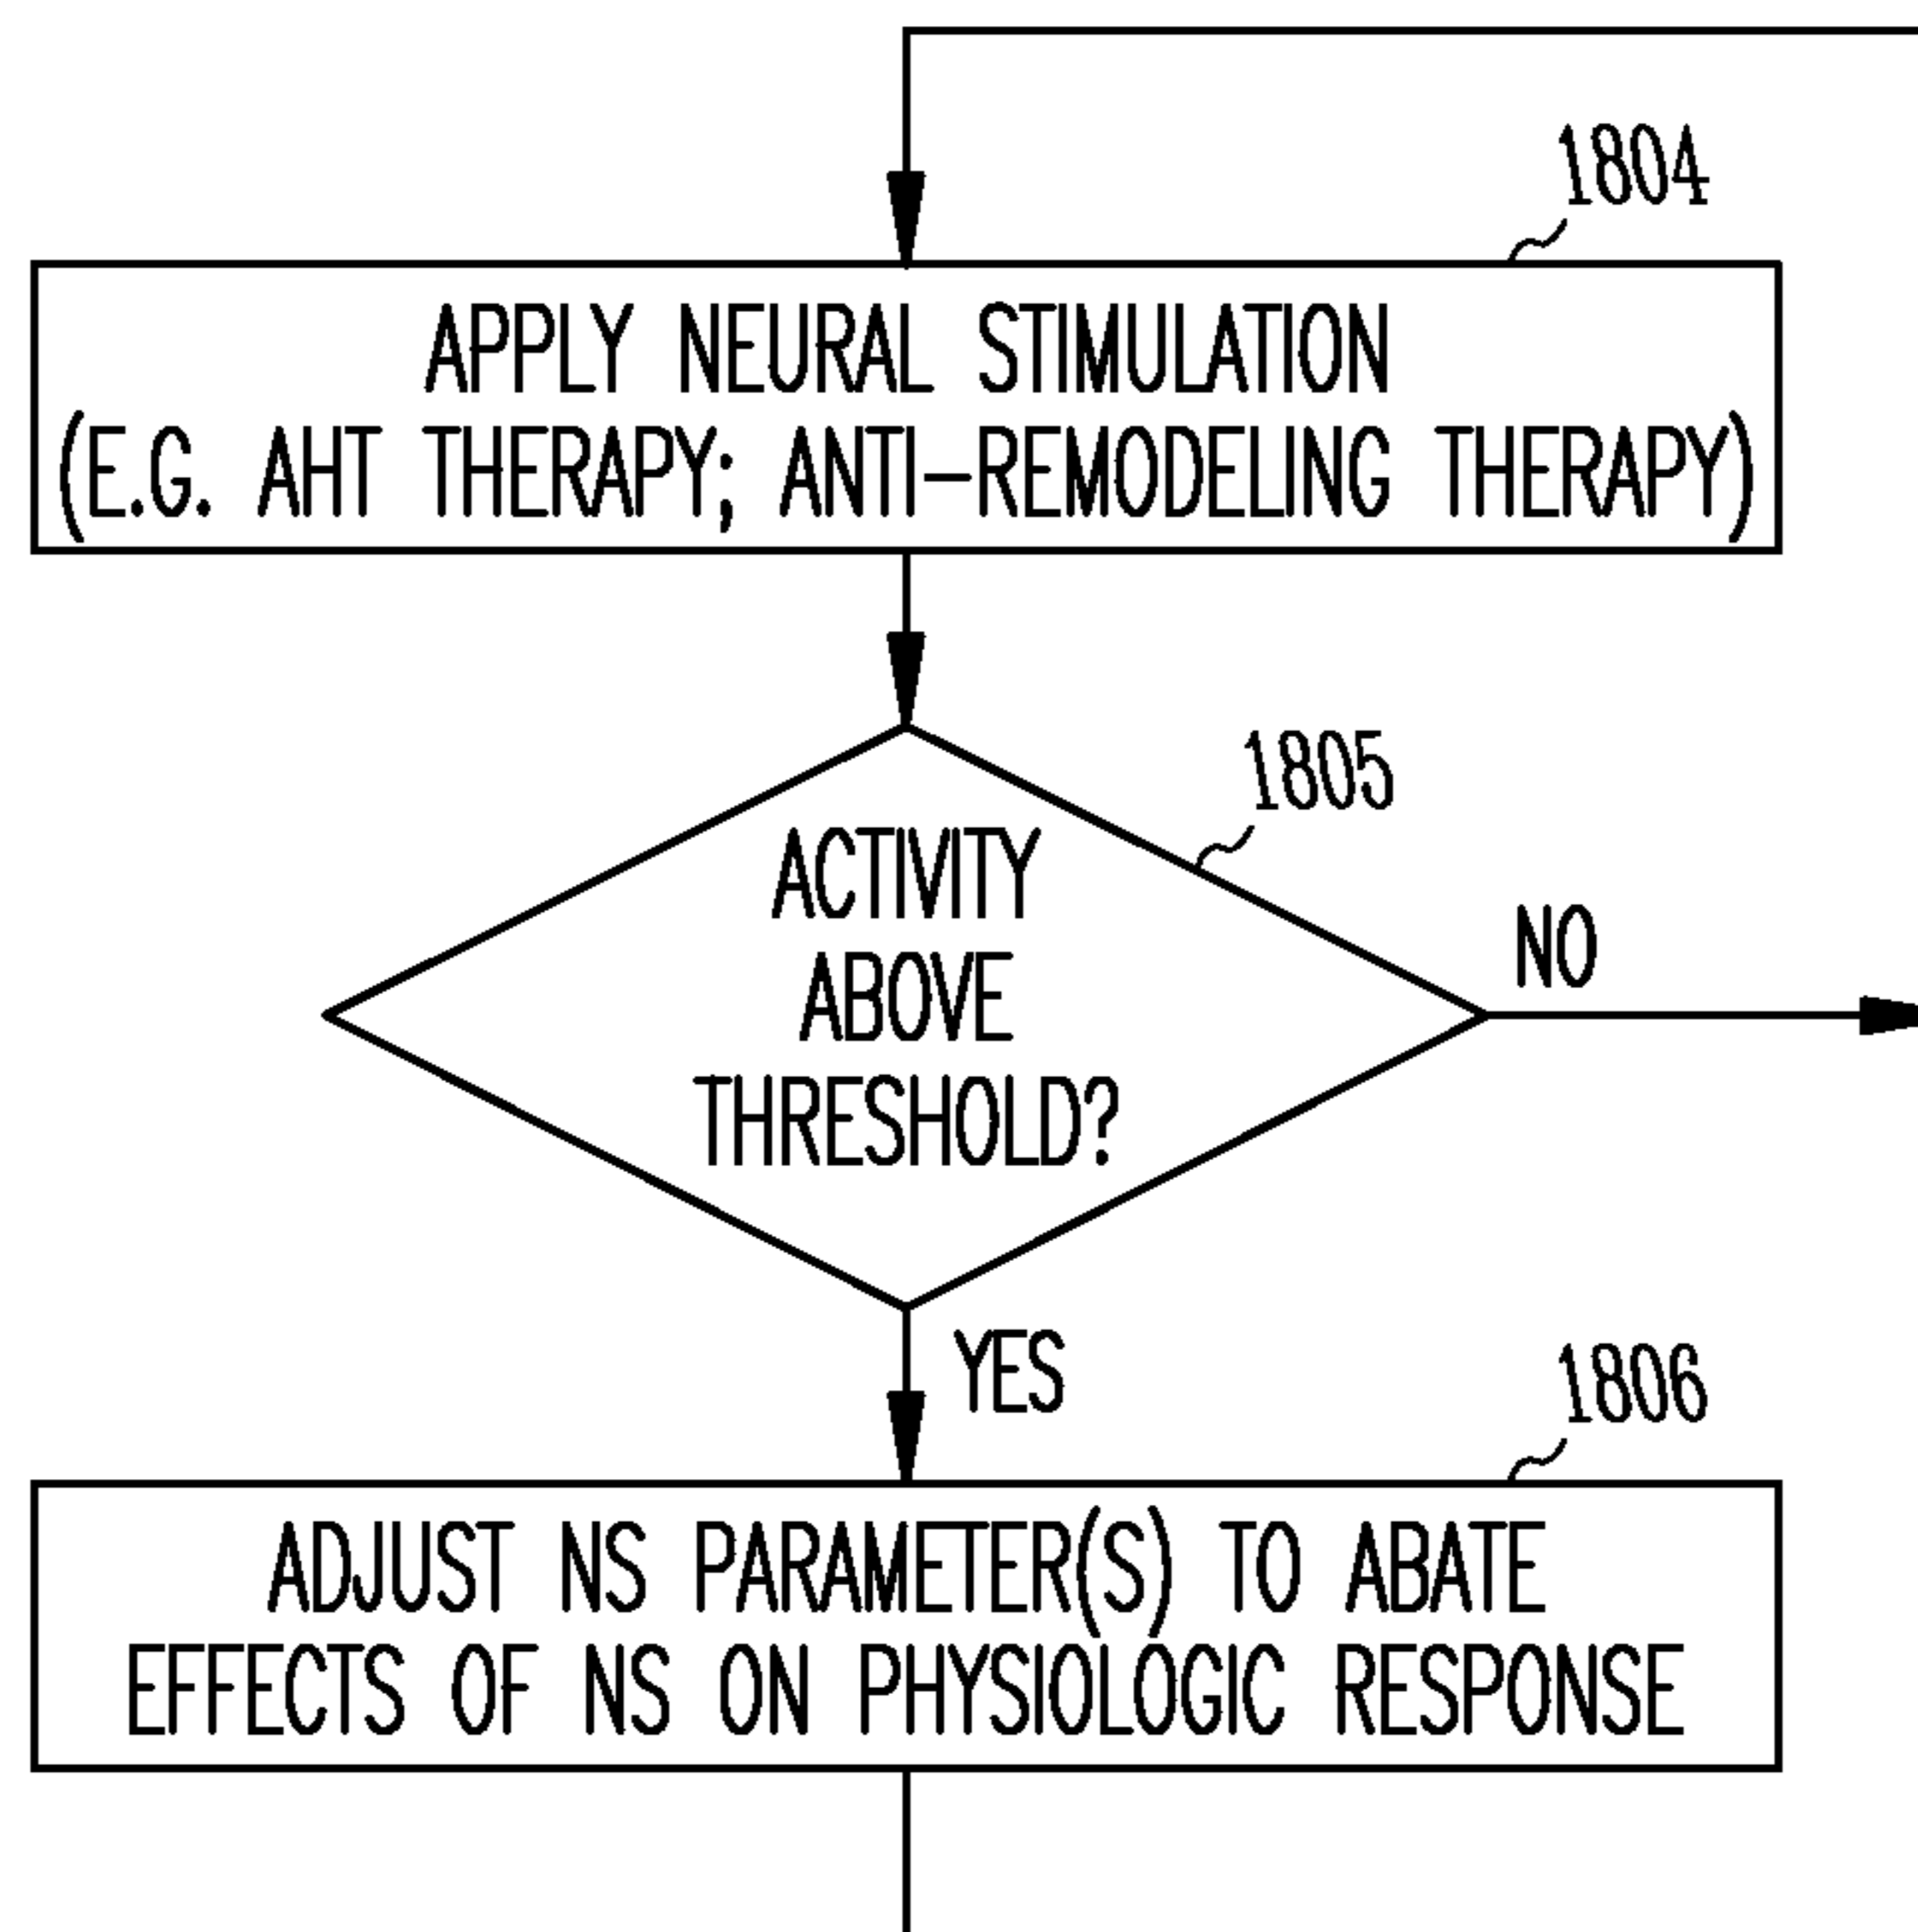 1804
APPLY NEURAL STIMULATION
(E.G. AHT THERAPY; ANTI-REMODELING THERAPY)
1805
ACTIVITY
ABOVE
THRESHOLD?
NO
YES
1806
ADJUST NS PARAMETER(S) TO ABATE
EFFECTS OF NS ON PHYSIOLOGIC RESPONSE